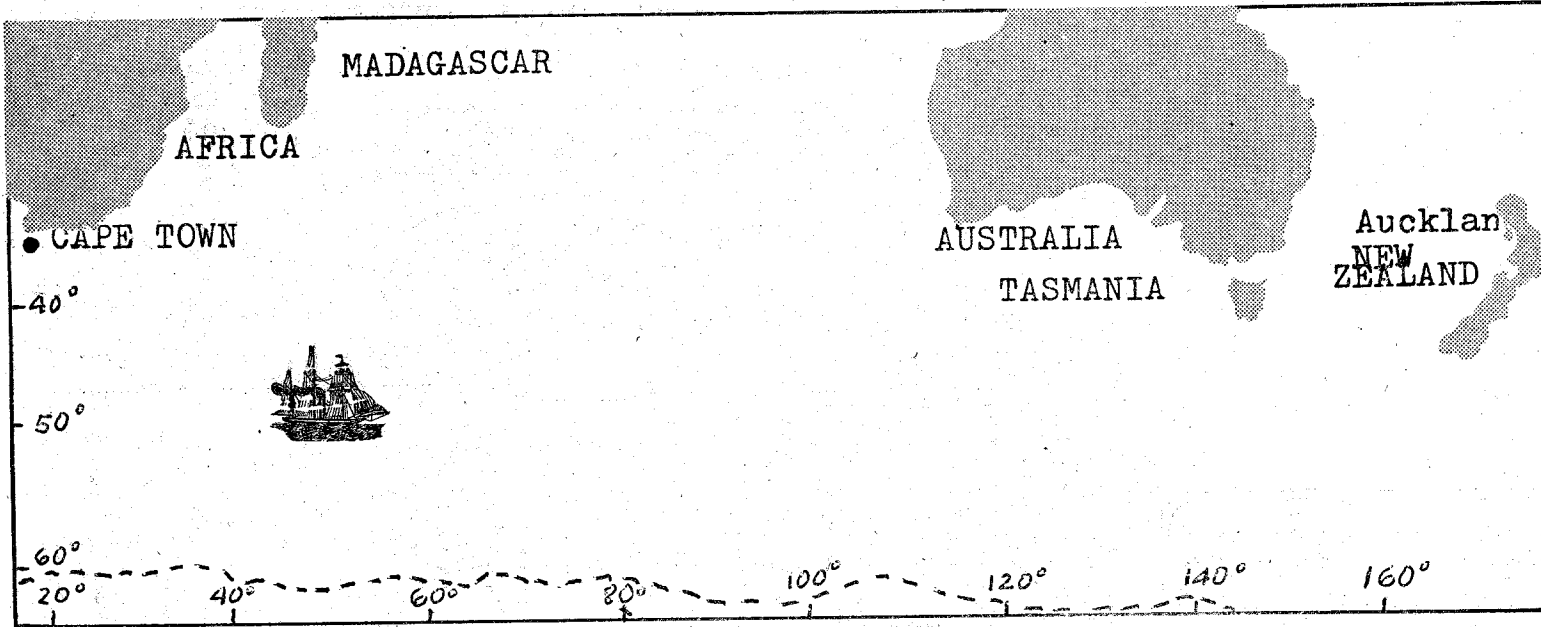 MADAGASCAR
AFRICA
CAPE TOWN
AUSTRALIA
TASMANIA
Aucklan
NEW
ZEALAND
40°
50°
60°
20°
40°
60°
80°
100°
120°
140°
160°